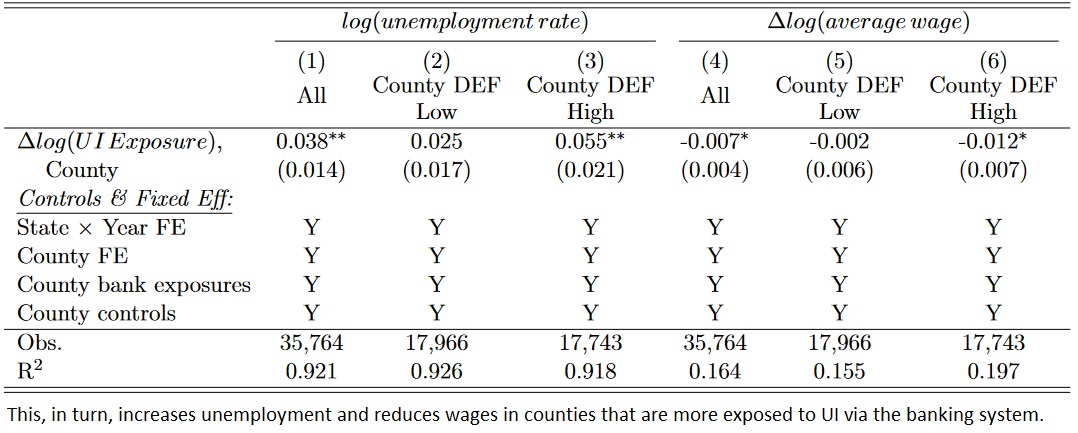 log(unemployment rate) Δlog(average wage)
(1) (2) (3) (4) (5) (6)
All County DEF Low County DEF High All County DEF Low County DEF High
Δlog(UI Exposure), 0.038** 0.025 0.055** -0.007* -0.002 -0.012*
County (0.014) (0.017) (0.021) (0.004) (0.006) (0.007)
Controls & Fixed Eff:
State × Year FE Y Y Y Y Y Y
County FE Y Y Y Y Y Y
County bank exposures Y Y Y Y Y Y
County controls Y Y Y Y Y Y
Obs. 35,764 17,966 17,743 35,764 17,966 17,743
R² 0.921 0.926 0.918 0.164 0.155 0.197
This, in turn, increases unemployment and reduces wages in counties that are more exposed to UI via the banking system.